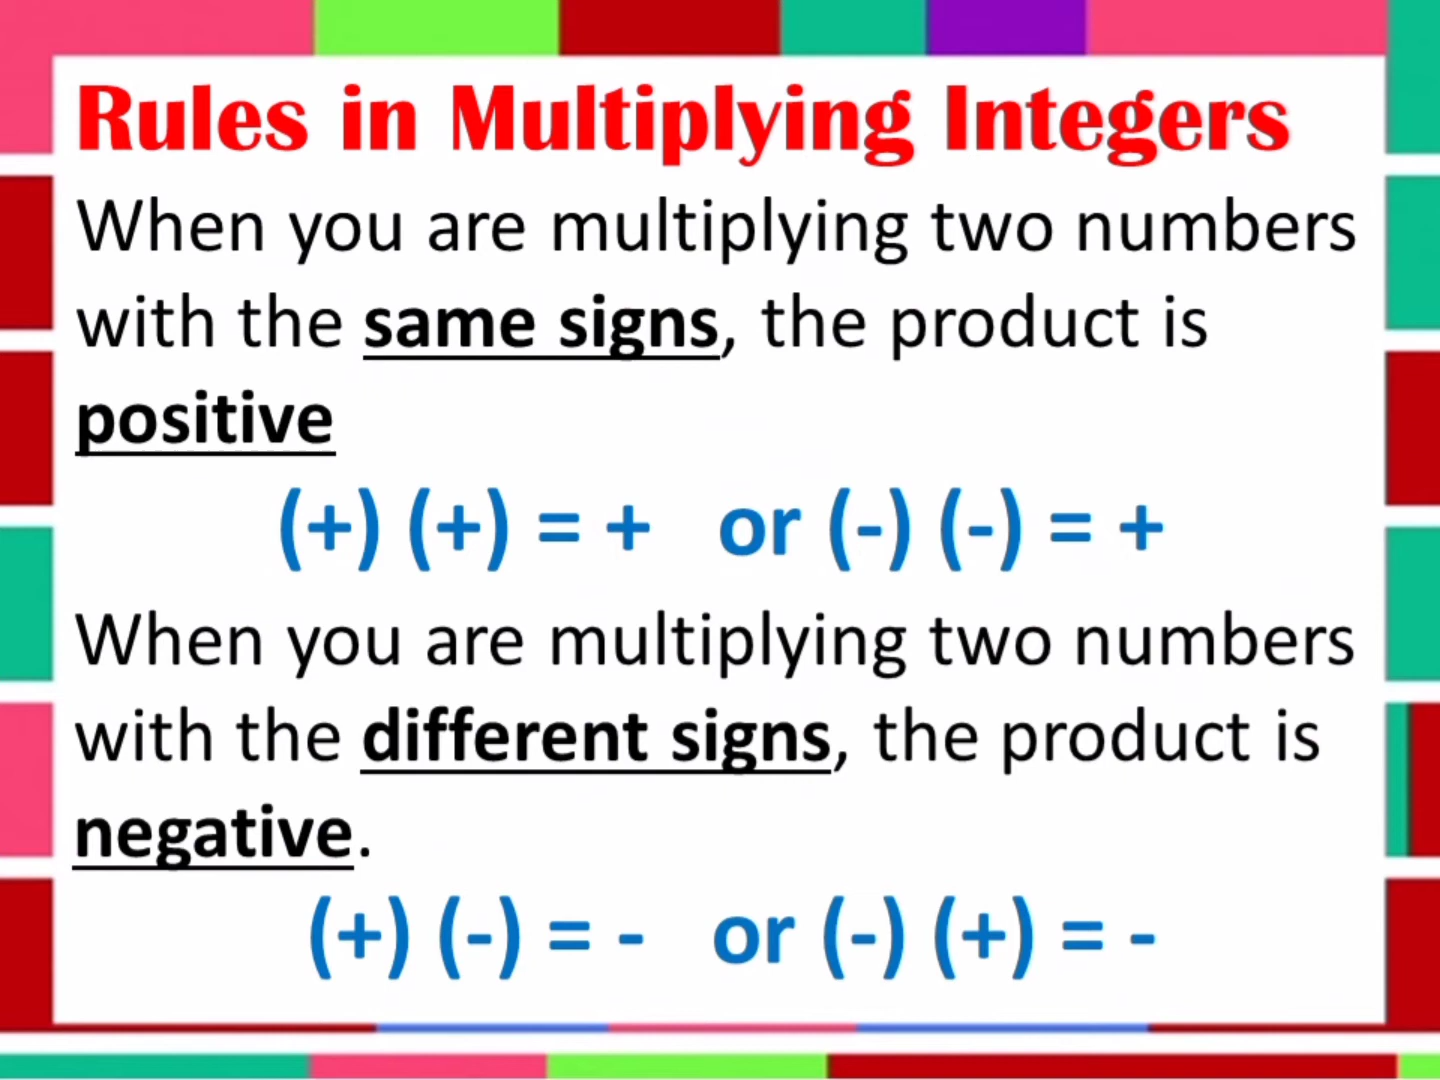 Rules in Multiplying Integers
When you are multiplying two numbers
with the same signs, the product is
positive
(+) (+) = + or (-) (-) = +
When you are multiplying two numbers
with the different signs, the product is
negative.
(+) (-) = - or (-) (+) = -